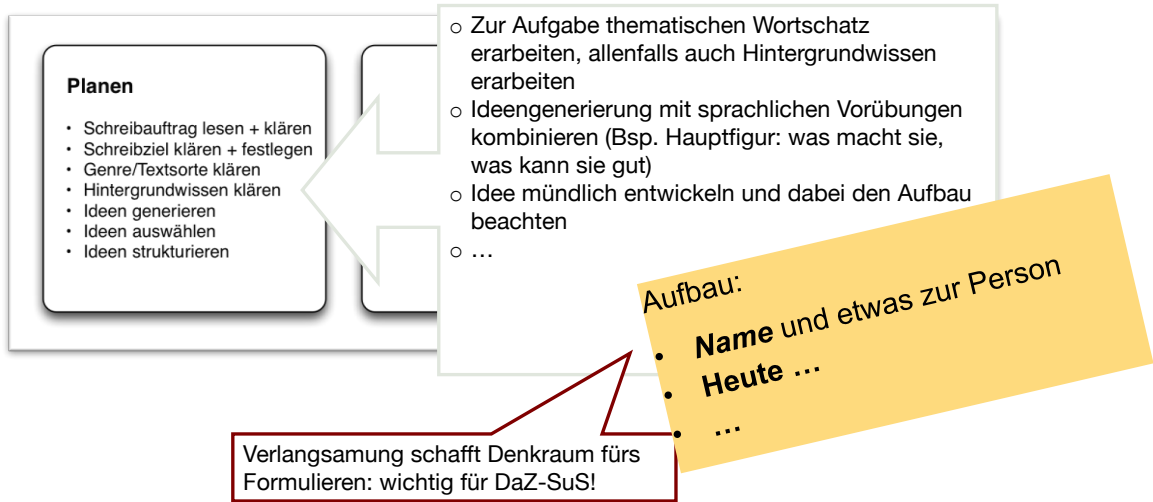 Planen
• Schreibauftrag lesen + klären
• Schreibziel klären + festlegen
• Genre/Textsorte klären
• Hintergrundwissen klären
• Ideen generieren
• Ideen auswählen
• Ideen strukturieren
○ Zur Aufgabe thematischen Wortschatz
erarbeiten, allenfalls auch Hintergrundwissen
erarbeiten
○ Ideengenerierung mit sprachlichen Vorübungen
kombinieren (Bsp. Hauptfigur: was macht sie,
was kann sie gut)
○ Idee mündlich entwickeln und dabei den Aufbau
beachten
○ …
Aufbau:
• Name und etwas zur Person
• Heute …
• …
Verlangsamung schafft Denkraum fürs
Formulieren: wichtig für DaZ-SuS!